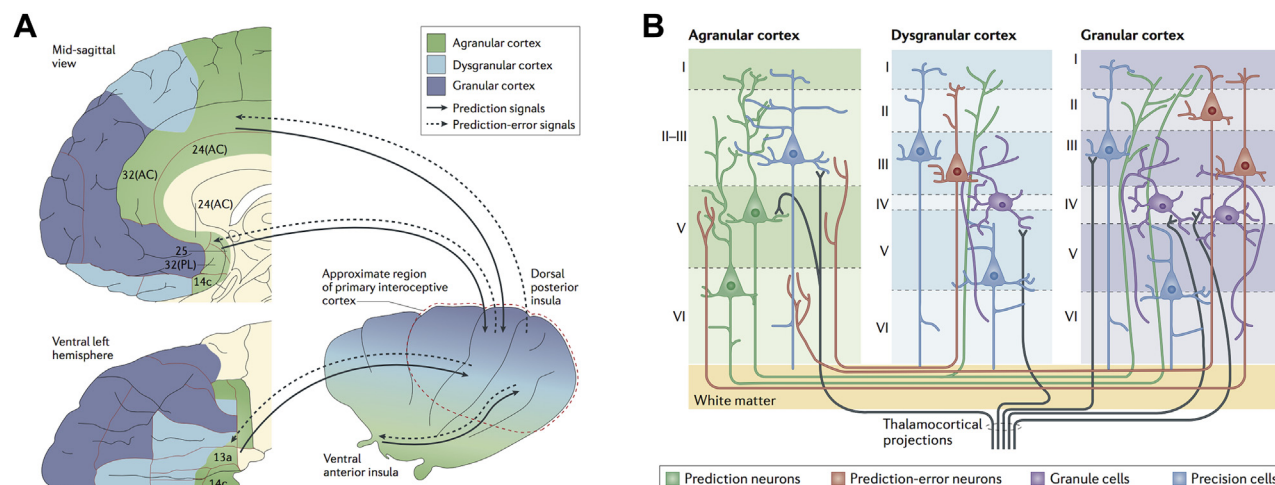 A
Mid-sagittal
view
Agranular cortex
Dysgranular cortex
Granular cortex
Prediction signals
Prediction-error signals
24(AC)
32(AC)
24(AC)
25
32(PL)
14c
Approximate region
of primary interoceptive
cortex
Dorsal
posterior
insula
Ventral left
hemisphere
13a
14c
Ventral
anterior insula
B
Agranular cortex
I
II–III
V
VI
Dysgranular cortex
I
II
III
IV
V
VI
Granular cortex
I
II
III
IV
V
VI
White matter
Thalamocortical
projections
Prediction neurons
Prediction-error neurons
Granule cells
Precision cells